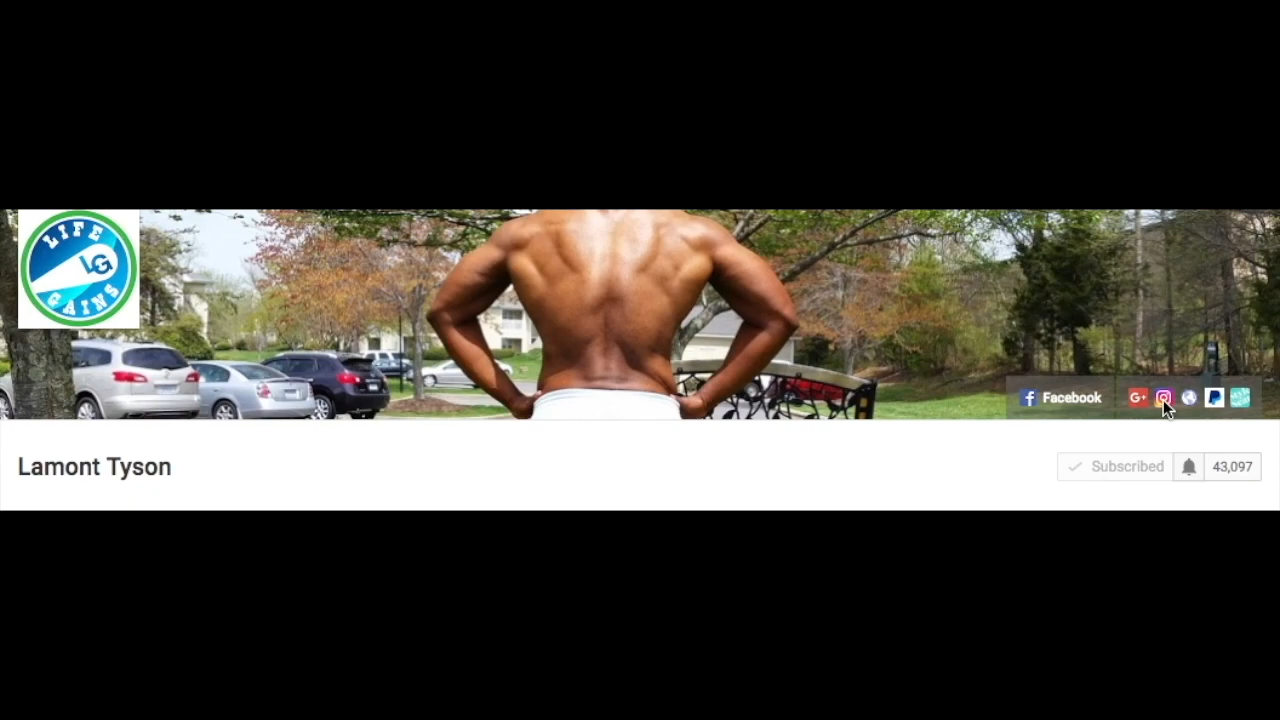 LIFE
LG
GAINS
Facebook
G+
Lamont Tyson
Subscribed
43,097